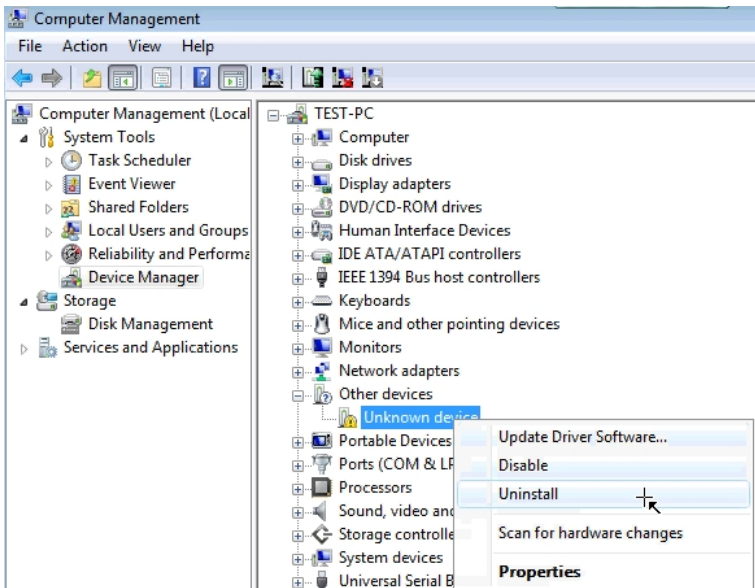 Computer Management
File Action View Help
Computer Management (Local
System Tools
Task Scheduler
Event Viewer
Shared Folders
Local Users and Groups
Reliability and Performa
Device Manager
Storage
Disk Management
Services and Applications
TEST-PC
Computer
Disk drives
Display adapters
DVD/CD-ROM drives
Human Interface Devices
IDE ATA/ATAPI controllers
IEEE 1394 Bus host controllers
Keyboards
Mice and other pointing devices
Monitors
Network adapters
Other devices
Unknown device
Portable Devices
Ports (COM & LP
Processors
Sound, video and
Storage controlle
System devices
Universal Serial B
Update Driver Software...
Disable
Uninstall
Scan for hardware changes
Properties